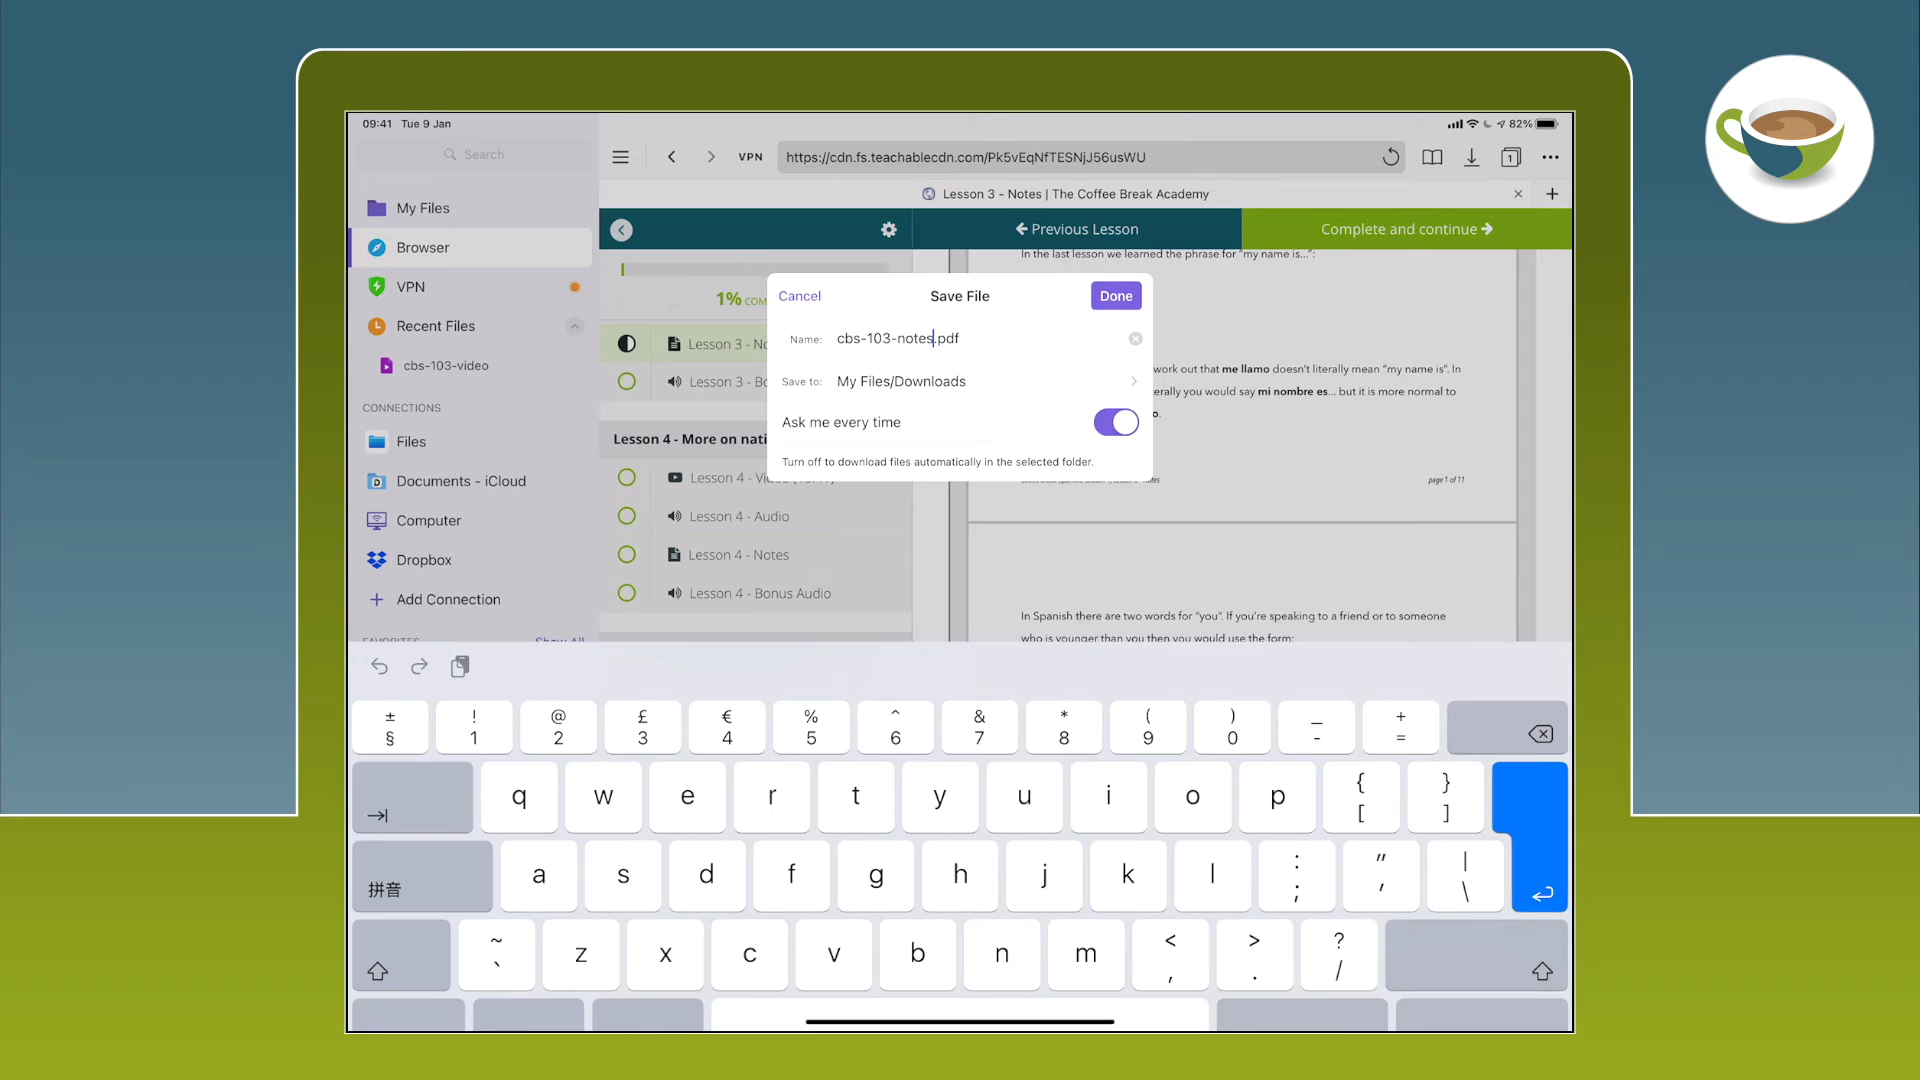 09:41 Tue 9 Jan
82%
Search
VPN
https://cdn.fs.teachablecdn.com/Pk5vEqNfTESNjJ56usWU
1
Lesson 3 - Notes | The Coffee Break Academy
My Files
Browser
VPN
Recent Files
cbs-103-video
CONNECTIONS
Files
Documents - iCloud
Computer
Dropbox
Add Connection
FAVORITES
Show All
Previous Lesson
Complete and continue
1% COM
Lesson 3 - No
Lesson 3 - Bo
Lesson 4 - More on nati
Lesson 4 - Audio
Lesson 4 - Notes
Lesson 4 - Bonus Audio
In the last lesson we learned the phrase for “my name is...”:
work out that me llamo doesn’t literally mean “my name is”. In
erally you would say mi nombre es... but it is more normal to
o.
page 1 of 11
In Spanish there are two words for “you”. If you’re speaking to a friend or to someone
who is younger than you then you would use the form:
Cancel
Save File
Done
Name: cbs-103-notes.pdf
Save to: My Files/Downloads
Ask me every time
Turn off to download files automatically in the selected folder.
± ! @ £ € % ^ & * ( ) _ +
§ 1 2 3 4 5 6 7 8 9 0 - =
q w e r t y u i o p { [ } ]
拼音 a s d f g h j k l : ; " ' | \
~ ` z x c v b n m < , > . ? /